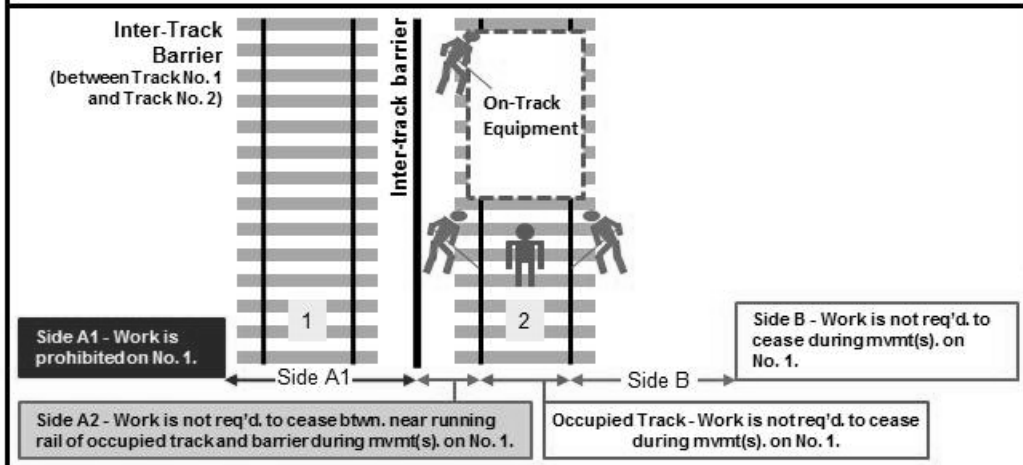 Inter-Track
Barrier
(between Track No. 1
and Track No. 2)
Inter-track barrier
On-Track
Equipment
1
2
Side A1 - Work is
prohibited on No. 1.
Side A1
Side B
Side B - Work is not req'd. to
cease during mvmt(s). on
No. 1.
Side A2 - Work is not req'd. to cease btwn. near running
rail of occupied track and barrier during mvmt(s). on No. 1.
Occupied Track - Work is not req'd. to cease
during mvmt(s). on No. 1.